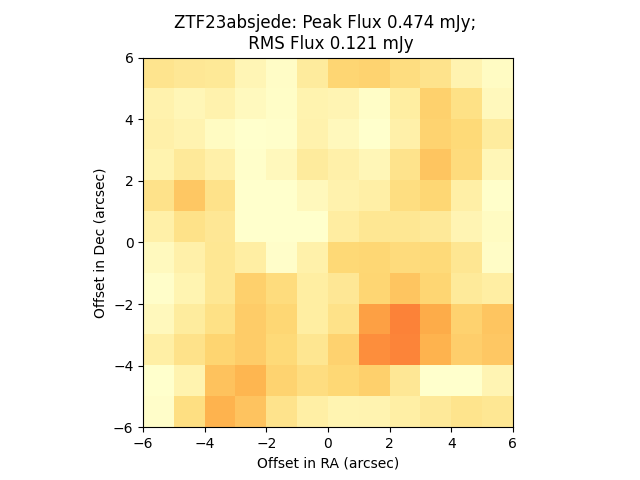 ZTF23absjede: Peak Flux 0.474 mJy;
RMS Flux 0.121 mJy
6
4
2
0
−2
−4
−6
Offset in Dec (arcsec)
−6 −4 −2 0 2 4 6
Offset in RA (arcsec)